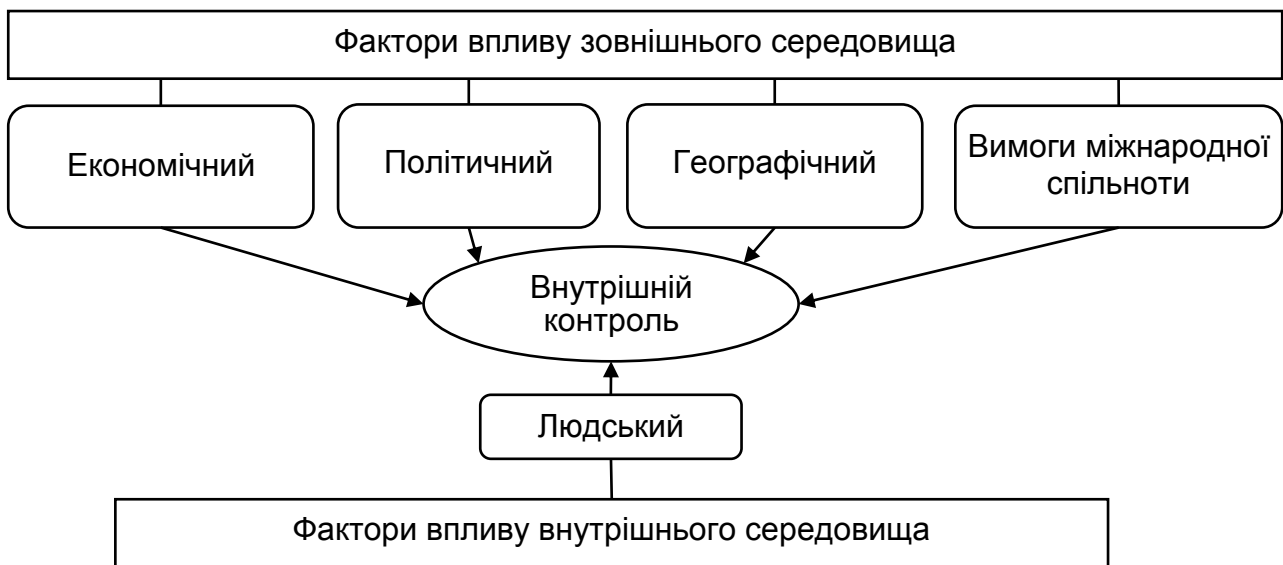 Фактори впливу зовнішнього середовища
Економічний
Політичний
Географічний
Вимоги міжнародної
спільноти
Внутрішній
контроль
Людський
Фактори впливу внутрішнього середовища